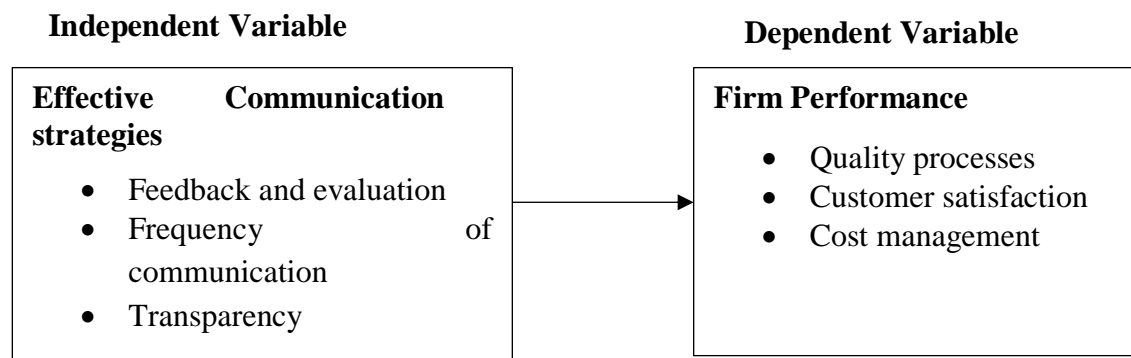 Independent Variable
Effective Communication
strategies
• Feedback and evaluation
• Frequency of
communication
• Transparency
Dependent Variable
Firm Performance
• Quality processes
• Customer satisfaction
• Cost management